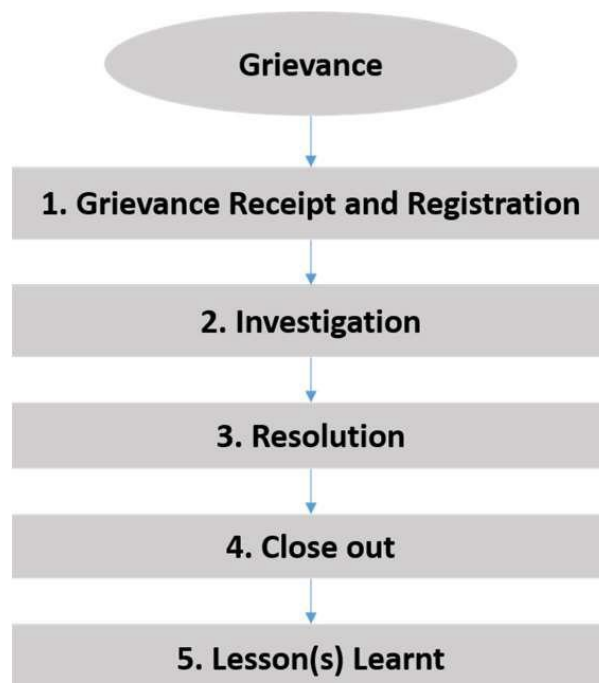 Grievance
1. Grievance Receipt and Registration
2. Investigation
3. Resolution
4. Close out
5. Lesson(s) Learnt